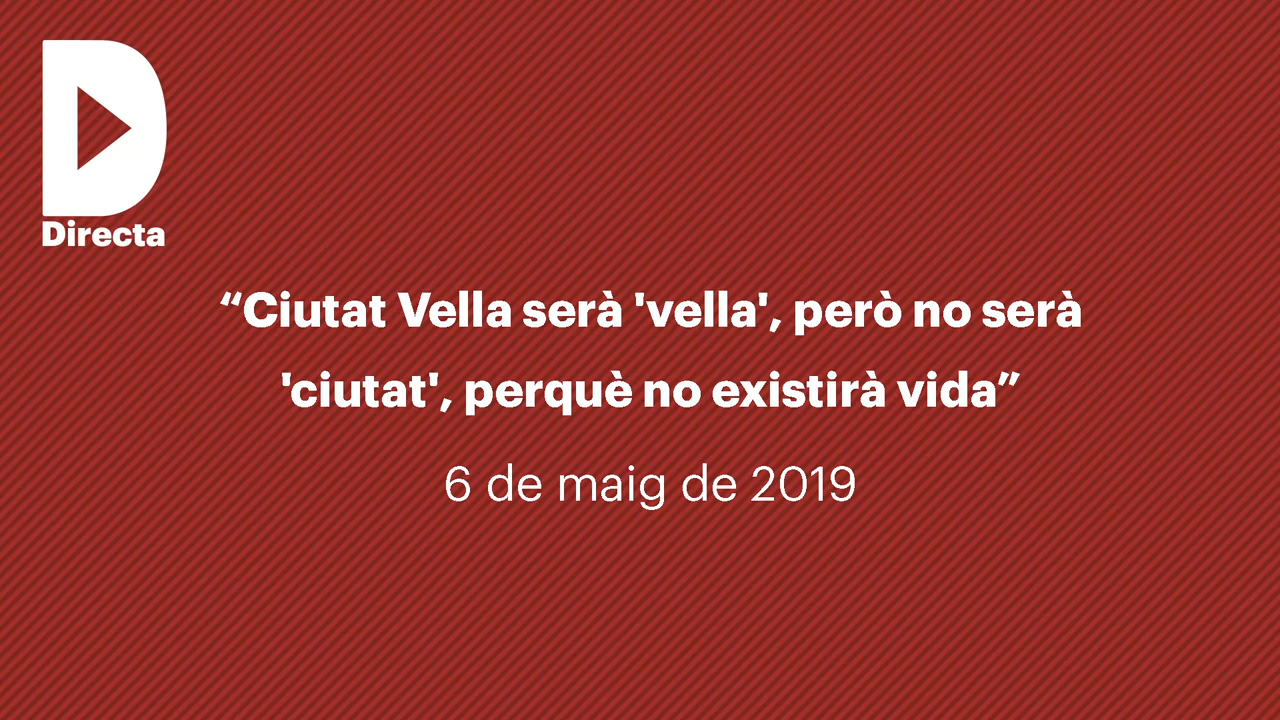 Directa
“Ciutat Vella serà 'vella', però no serà
'ciutat', perquè no existirà vida”
6 de maig de 2019